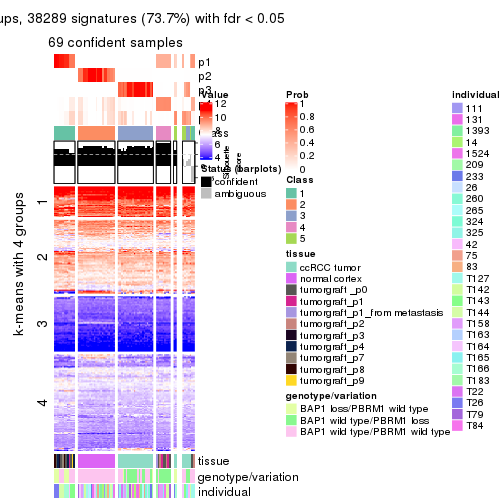 ups, 38289 signatures (73.7%) with fdr < 0.05
69 confident samples
p1
p2
p3
k-means with 4 groups
1
2
3
4
Value
12
10
8
6
4
Silhouette
score
Status (barplots)
confident
ambiguous
Prob
1
0.8
0.6
0.4
0.2
0
Class
1
2
3
4
5
tissue
ccRCC tumor
normal cortex
tumorgraft_p0
tumorgraft_p1
tumorgraft_p1_from metastasis
tumorgraft_p2
tumorgraft_p3
tumorgraft_p4
tumorgraft_p7
tumorgraft_p8
tumorgraft_p9
genotype/variation
BAP1 loss/PBRM1 wild type
BAP1 wild type/PBRM1 loss
BAP1 wild type/PBRM1 wild type
individual
111
131
1393
14
1524
209
233
26
260
265
324
325
42
75
83
T127
T142
T143
T144
T158
T163
T164
T165
T166
T183
T22
T26
T79
T84
tissue
genotype/variation
individual